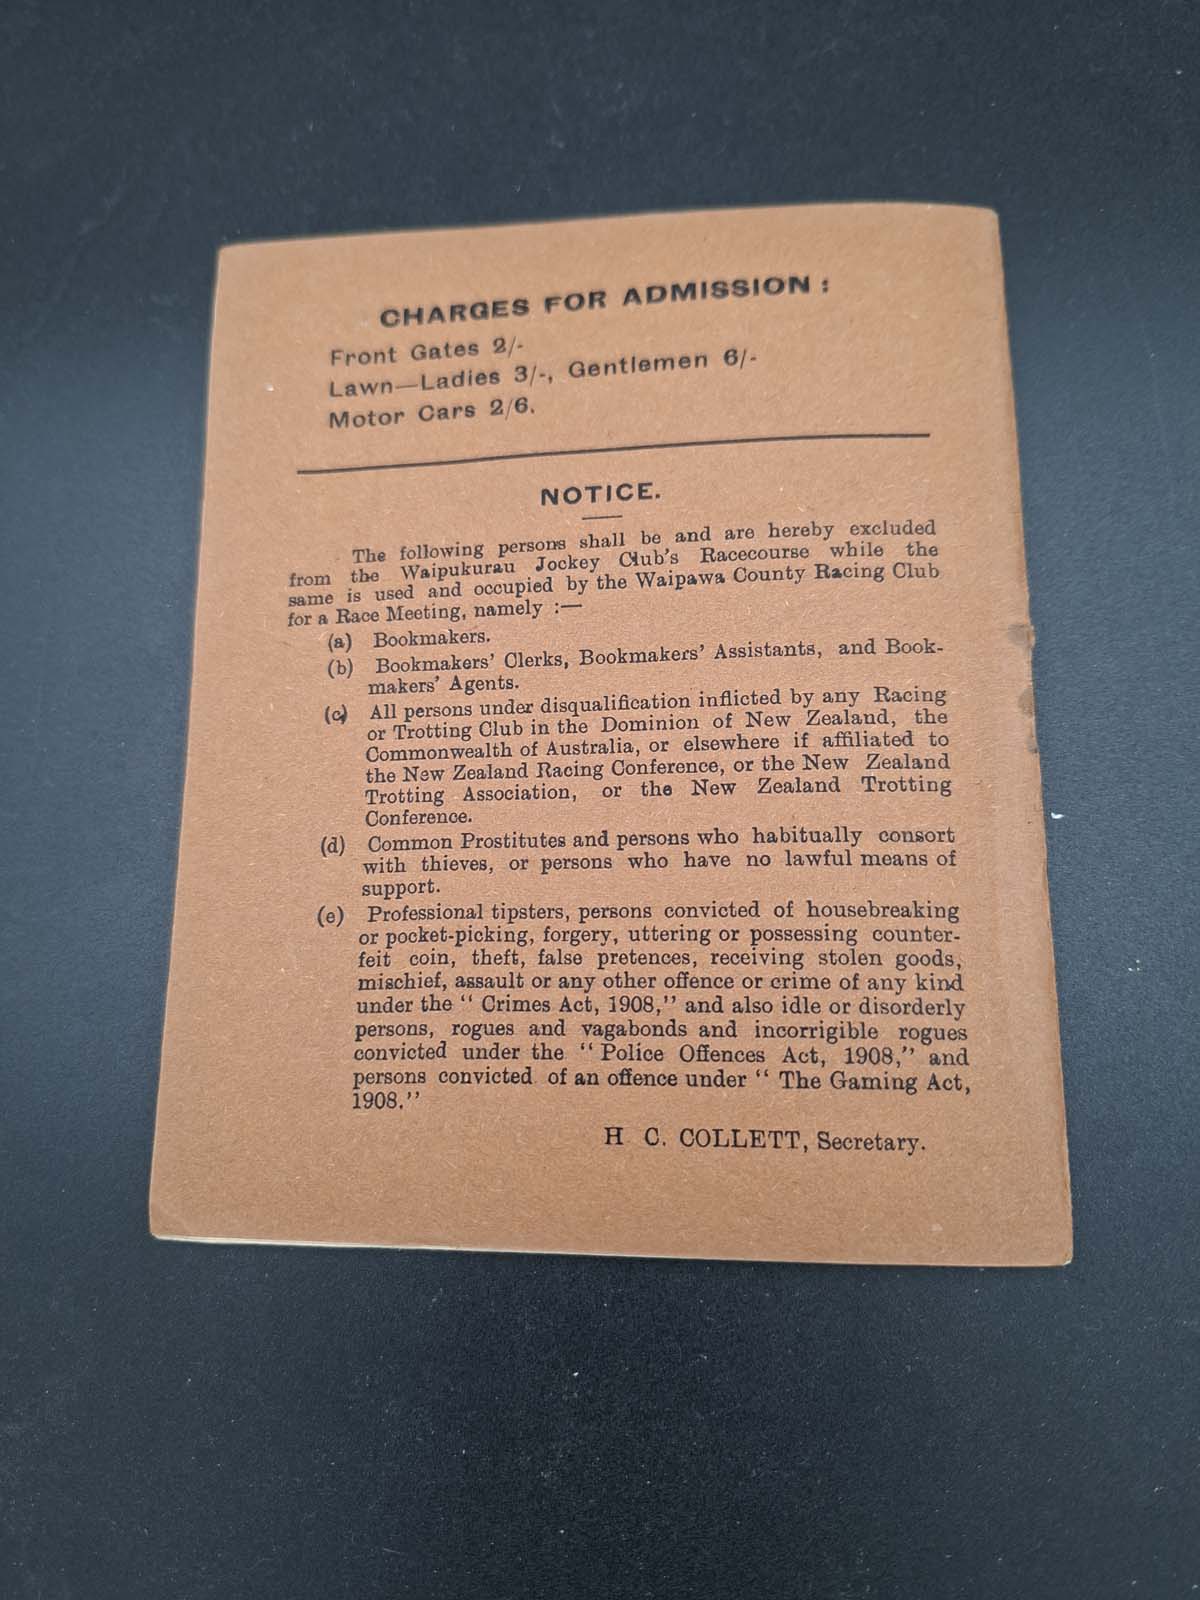 CHARGES FOR ADMISSION :
Front Gates 2/-
Lawn—Ladies 3/-, Gentlemen 6/-
Motor Cars 2/6.
NOTICE.
The following persons shall be and are hereby excluded
from the Waipukurau Jockey Club's Racecourse while the
same is used and occupied by the Waipawa County Racing Club
for a Race Meeting, namely :—
(a) Bookmakers.
(b) Bookmakers' Clerks, Bookmakers' Assistants, and Book-
makers' Agents.
(c) All persons under disqualification inflicted by any Racing
or Trotting Club in the Dominion of New Zealand, the
Commonwealth of Australia, or elsewhere if affiliated to
the New Zealand Racing Conference, or the New Zealand
Trotting Association, or the New Zealand Trotting
Conference.
(d) Common Prostitutes and persons who habitually consort
with thieves, or persons who have no lawful means of
support.
(e) Professional tipsters, persons convicted of housebreaking
or pocket-picking, forgery, uttering or possessing counter-
feit coin, theft, false pretences, receiving stolen goods,
mischief, assault or any other offence or crime of any kind
under the “ Crimes Act, 1908,” and also idle or disorderly
persons, rogues and vagabonds and incorrigible rogues
convicted under the “ Police Offences Act, 1908,” and
persons convicted of an offence under “ The Gaming Act,
1908.”
H C. COLLETT, Secretary.